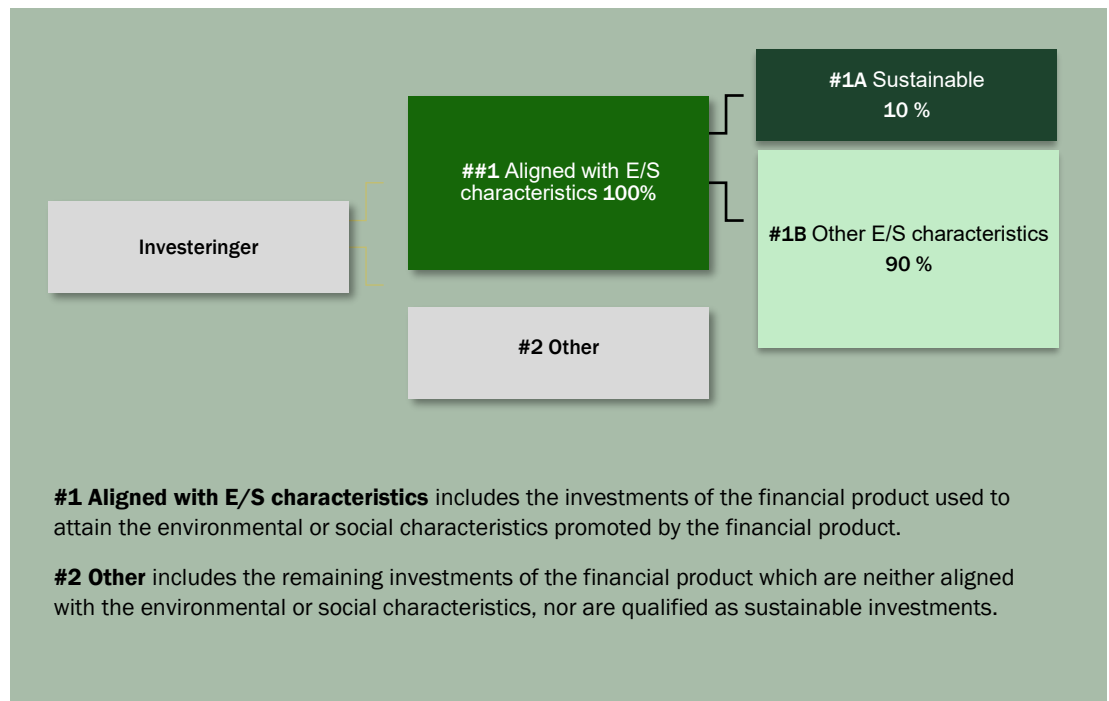 #1A Sustainable
10 %
##1 Aligned with E/S
characteristics 100%
Investeringer
#1B Other E/S characteristics
90 %
#2 Other
#1 Aligned with E/S characteristics includes the investments of the financial product used to
attain the environmental or social characteristics promoted by the financial product.
#2 Other includes the remaining investments of the financial product which are neither aligned
with the environmental or social characteristics, nor are qualified as sustainable investments.